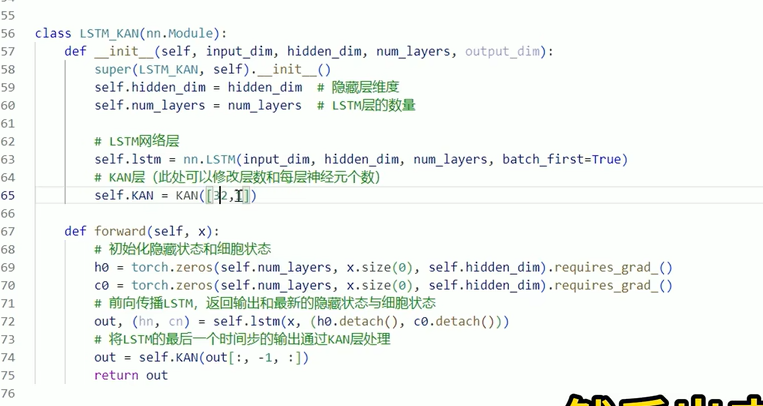 55
56 class LSTM_KAN(nn.Module):
57 def __init__(self, input_dim, hidden_dim, num_layers, output_dim):
58 super(LSTM_KAN, self).__init__()
59 self.hidden_dim = hidden_dim # 隐藏层维度
60 self.num_layers = num_layers # LSTM层的数量
61
62 # LSTM网络层
63 self.lstm = nn.LSTM(input_dim, hidden_dim, num_layers, batch_first=True)
64 # KAN层（此处可以修改层数和每层神经元个数）
65 self.KAN = KAN([32,])
66
67 def forward(self, x):
68 # 初始化隐藏状态和细胞状态
69 h0 = torch.zeros(self.num_layers, x.size(0), self.hidden_dim).requires_grad_()
70 c0 = torch.zeros(self.num_layers, x.size(0), self.hidden_dim).requires_grad_()
71 # 前向传播LSTM，返回输出和最新的隐藏状态与细胞状态
72 out, (hn, cn) = self.lstm(x, (h0.detach(), c0.detach()))
73 # 将LSTM的最后一个时间步的输出通过KAN层处理
74 out = self.KAN(out[:, -1, :])
75 return out
76